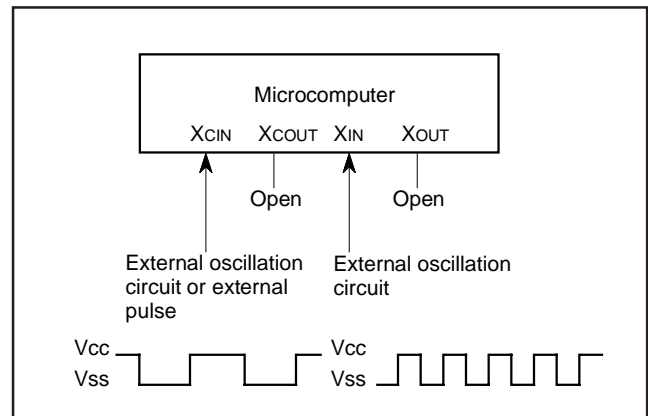 Microcomputer
XCIN XCOUT XIN XOUT
Open Open
External oscillation
circuit or external
pulse
External oscillation
circuit
Vcc Vcc
Vss Vss